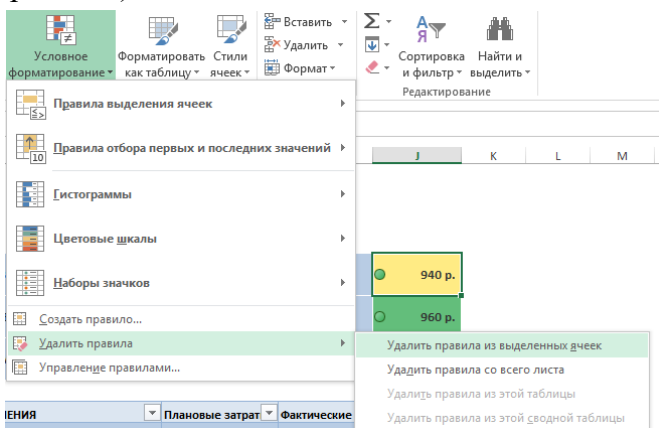 Условное форматирование
Форматировать как таблицу
Стили ячеек
Вставить
Удалить
Формат
Σ
А
Я
Сортировка и фильтр
Найти и выделить
Редактирование
Правила выделения ячеек
10
Правила отбора первых и последних значений
Гистограммы
Цветовые шкалы
Наборы значков
Создать правило...
Удалить правила
Управление правилами...
J K L M
940 р.
960 р.
Удалить правила из выделенных ячеек
Удалить правила со всего листа
Удалить правила из этой таблицы
Удалить правила из этой сводной таблицы
ЕНИЯ Плановые затрат Фактические